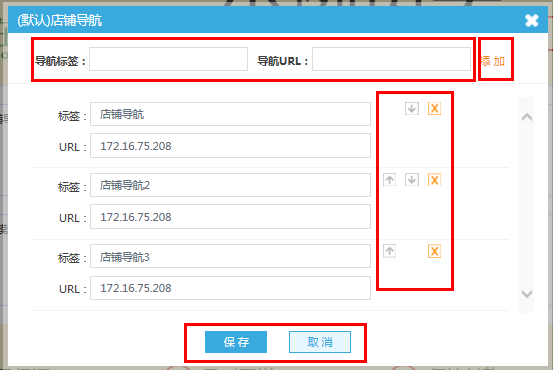 (默认)店铺导航
导航标签： 导航URL： 添 加
标签： 店铺导航
URL： 172.16.75.208
标签： 店铺导航2
URL： 172.16.75.208
标签： 店铺导航3
URL： 172.16.75.208
保 存 取 消